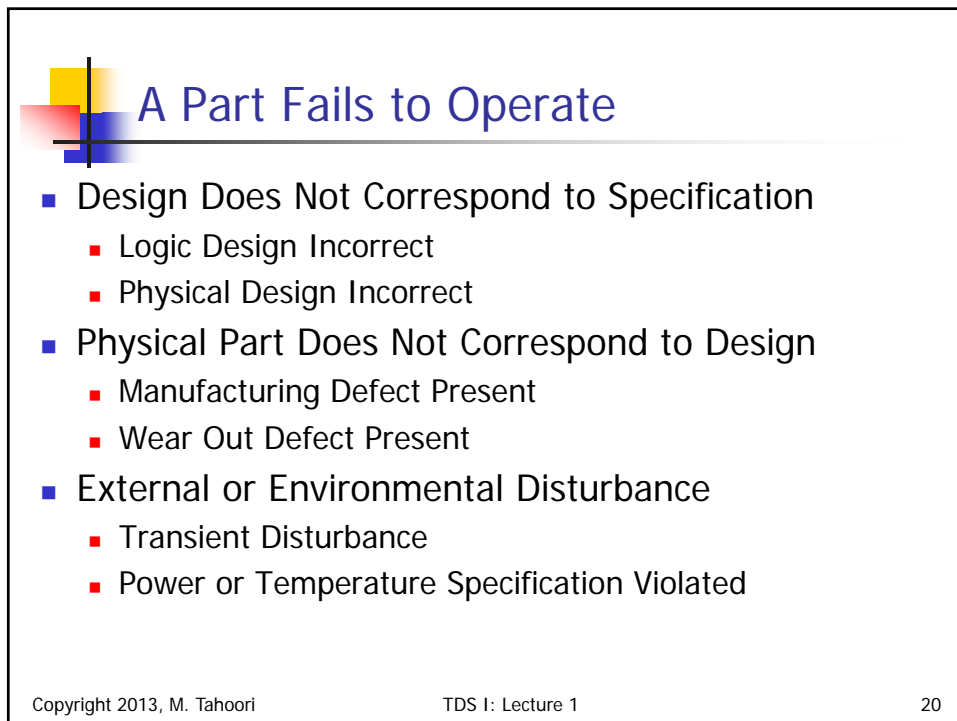 A Part Fails to Operate
Design Does Not Correspond to Specification
Logic Design Incorrect
Physical Design Incorrect
Physical Part Does Not Correspond to Design
Manufacturing Defect Present
Wear Out Defect Present
External or Environmental Disturbance
Transient Disturbance
Power or Temperature Specification Violated
Copyright 2013, M. Tahoori TDS I: Lecture 1 20